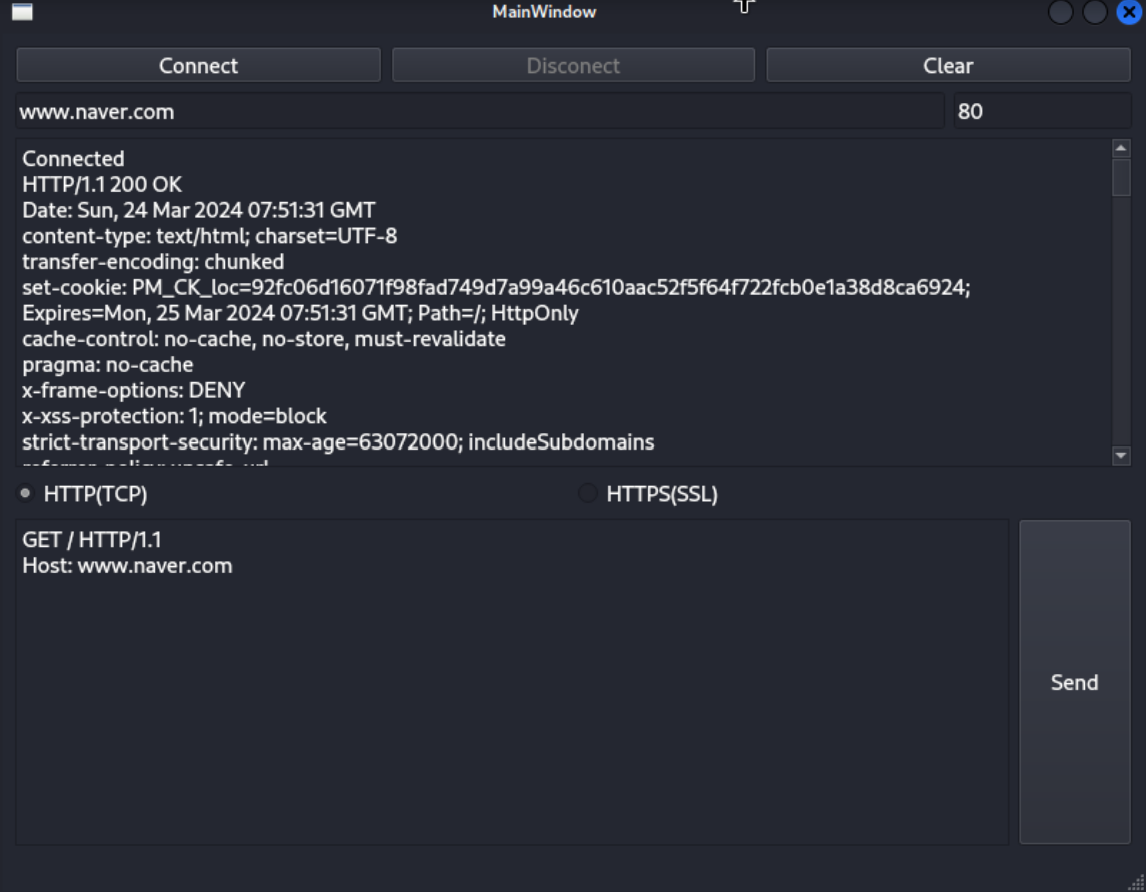 MainWindow
Connect
Disconect
Clear
www.naver.com
80
Connected
HTTP/1.1 200 OK
Date: Sun, 24 Mar 2024 07:51:31 GMT
content-type: text/html; charset=UTF-8
transfer-encoding: chunked
set-cookie: PM_CK_loc=92fc06d16071f98fad749d7a99a46c610aac52f5f64f722fcb0e1a38d8ca6924;
Expires=Mon, 25 Mar 2024 07:51:31 GMT; Path=/; HttpOnly
cache-control: no-cache, no-store, must-revalidate
pragma: no-cache
x-frame-options: DENY
x-xss-protection: 1; mode=block
strict-transport-security: max-age=63072000; includeSubdomains
HTTP(TCP)
HTTPS(SSL)
GET / HTTP/1.1
Host: www.naver.com
Send